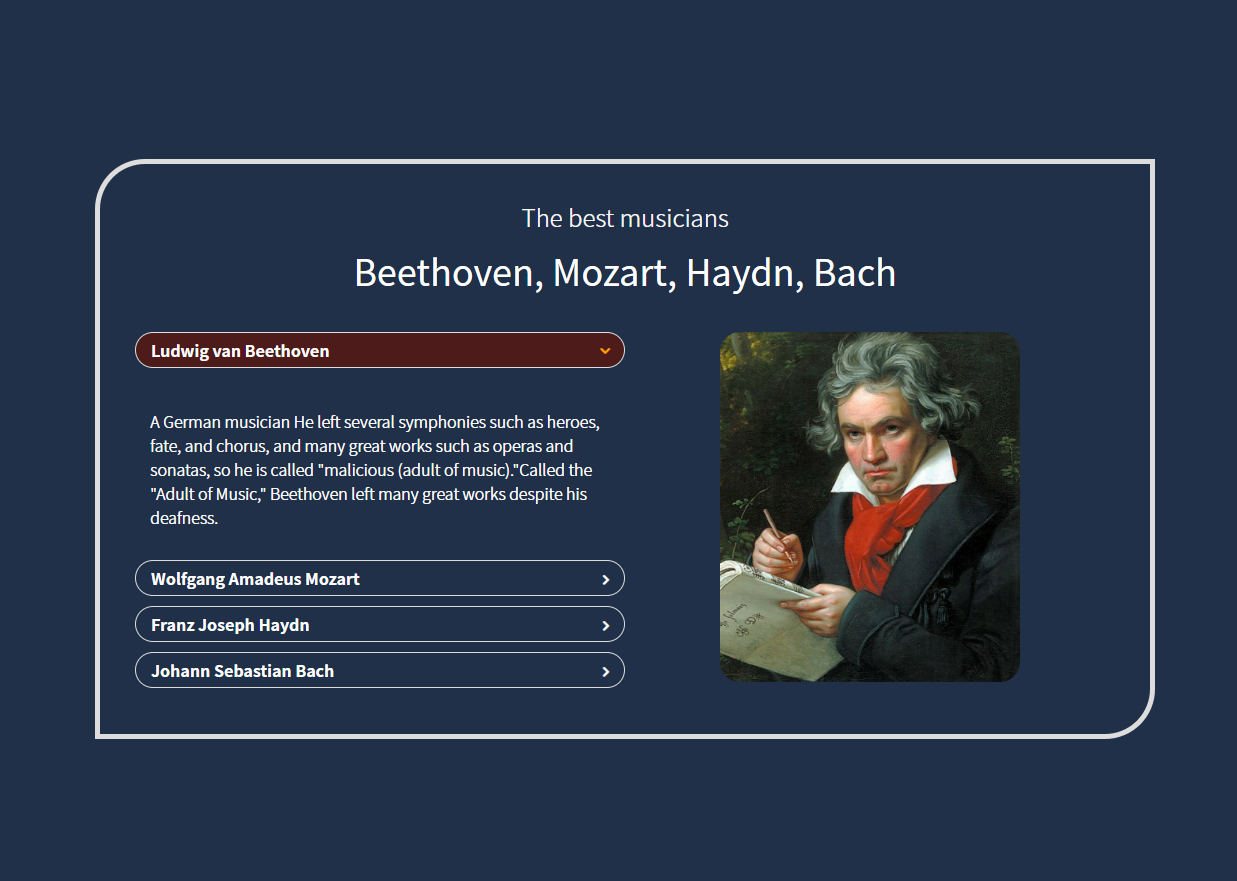 The best musicians
Beethoven, Mozart, Haydn, Bach
Ludwig van Beethoven
A German musician He left several symphonies such as heroes,
fate, and chorus, and many great works such as operas and
sonatas, so he is called "malicious (adult of music)."Called the
"Adult of Music," Beethoven left many great works despite his
deafness.
Wolfgang Amadeus Mozart
Franz Joseph Haydn
Johann Sebastian Bach